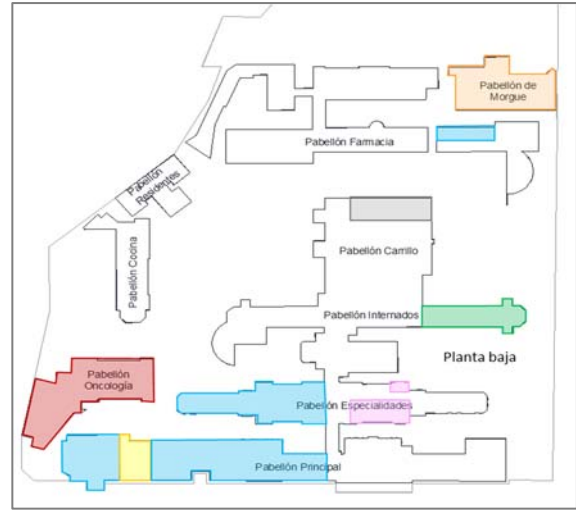 Pabellón de
Morgue
Pabellón Farmacia
Pabellón
Residentes
Pabellón Cocina
Pabellón Carrillo
Pabellón Internados
Planta baja
Pabellón
Oncología
Pabellón Especialidades
Pabellón Principal